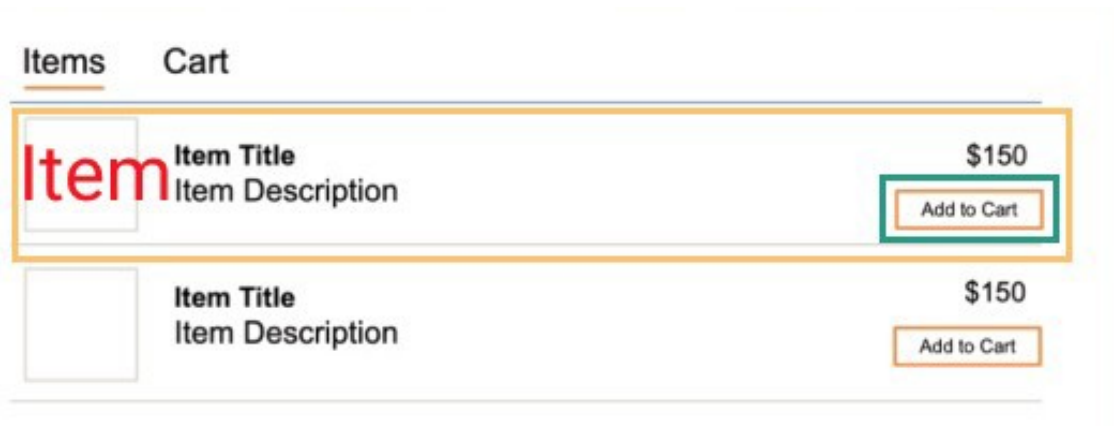 Items Cart
Item
Item Title $150
Item Description
Add to Cart
Item Title $150
Item Description
Add to Cart